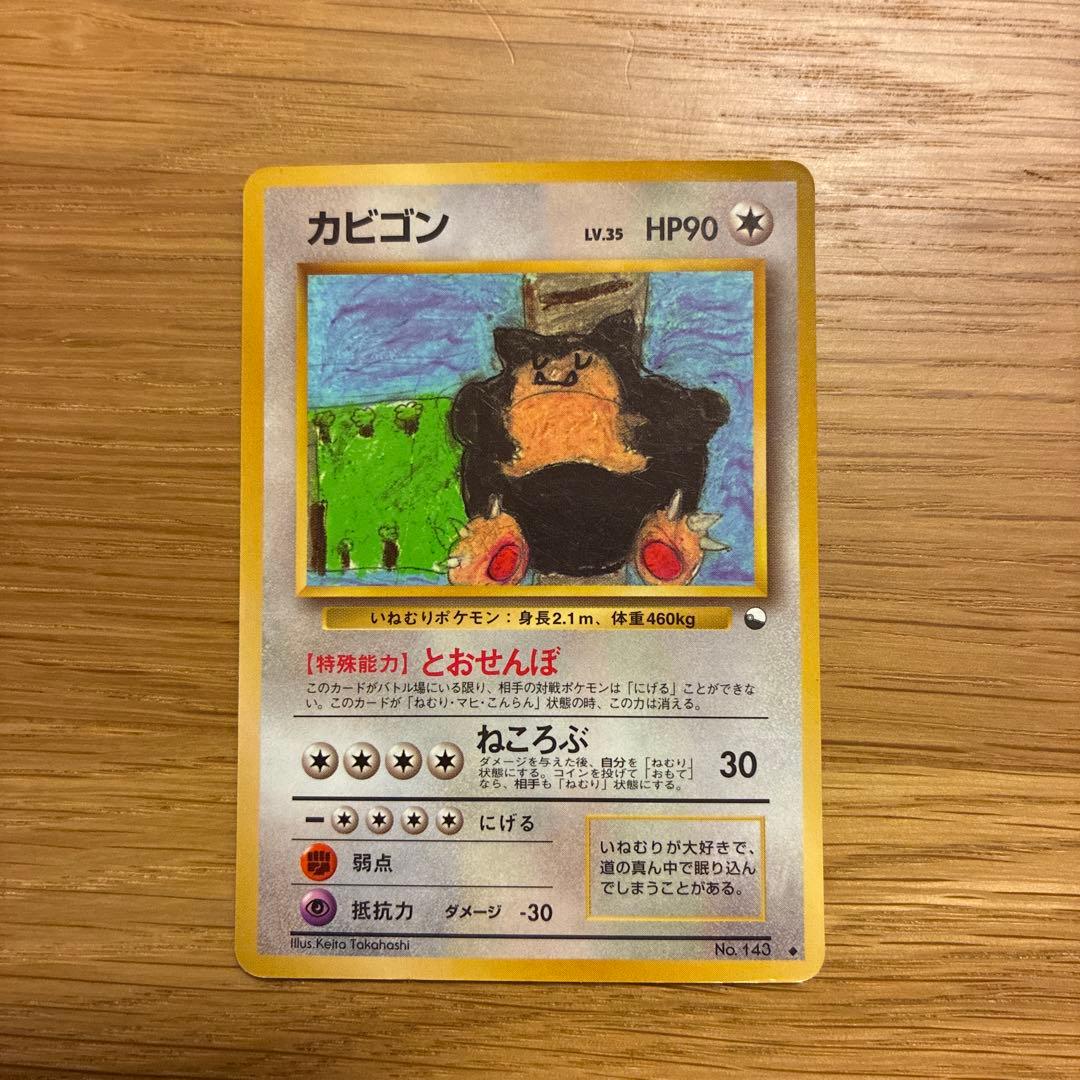 カビゴン LV.35 HP90
いねむりポケモン：身長2.1m、体重460kg
【特殊能力】とおせんぼ
このカードがバトル場にいる限り、相手の対戦ポケモンは「にげる」ことができな
い。このカードが「ねむり・マヒ・こんらん」状態の時、この力は消える。
ねころぶ
ダメージを与えた後、自分を［ねむり］
状態にする。コインを投げて「おもて」
なら、相手も「ねむり」状態にする。
30
ー にげる
弱点
抵抗力 ダメージ -30
いねむりが大好きで、
道の真ん中で眠り込ん
でしまうことがある。
Illus.Keita Takahashi
No. 143